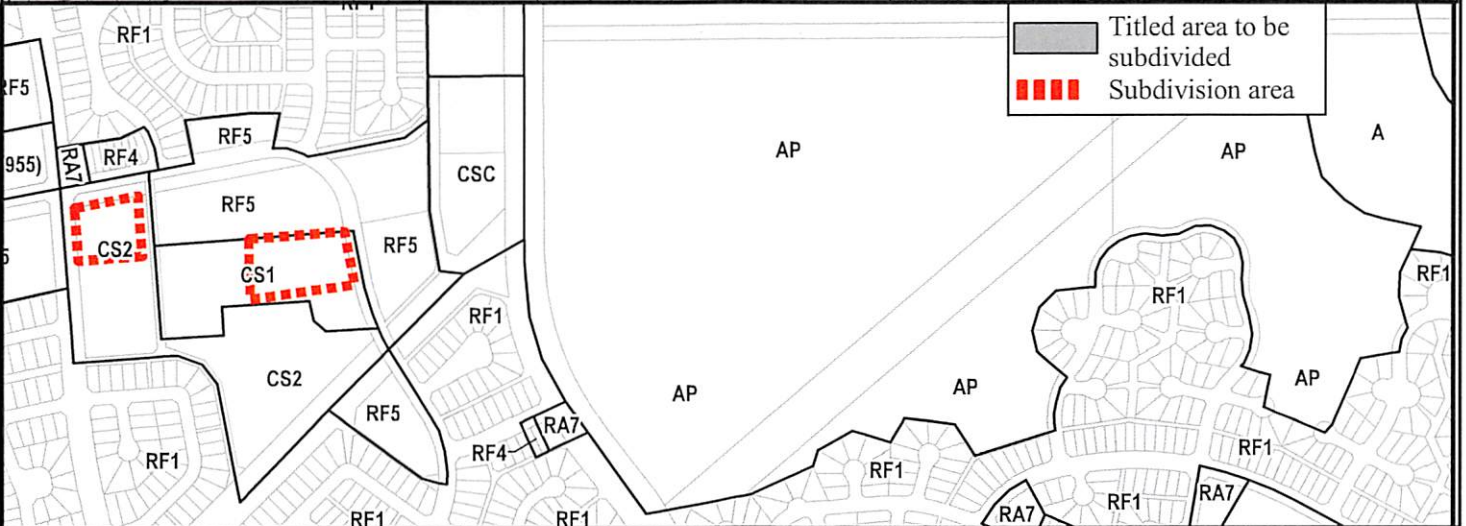 RF1
Titled area to be
subdivided
Subdivision area
RF1
RF5
RF5
RF4
RA7
955)
AP
AP
A
CSC
RF5
RF5
CS2
CS1
5
RF1
RF1
RF1
CS2
AP
AP
AP
RF5
RA7
RF4
RF1
RF1
RF1
RF1
RF1
RA7
RA7
RF1
RF1